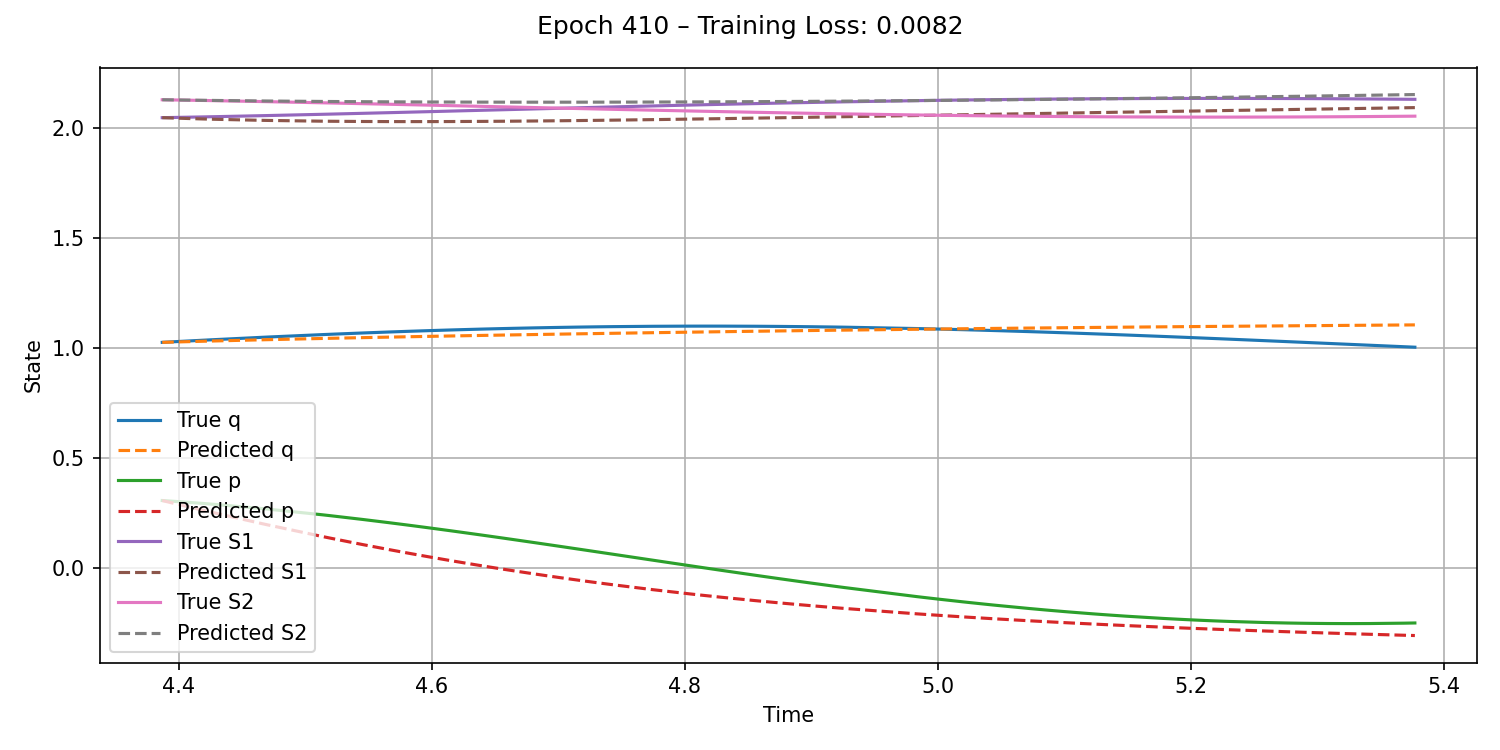 Epoch 410 – Training Loss: 0.0082
2.0
1.5
1.0
0.5
0.0
State
True q
Predicted q
True p
Predicted p
True S1
Predicted S1
True S2
Predicted S2
4.4 4.6 4.8 5.0 5.2 5.4
Time